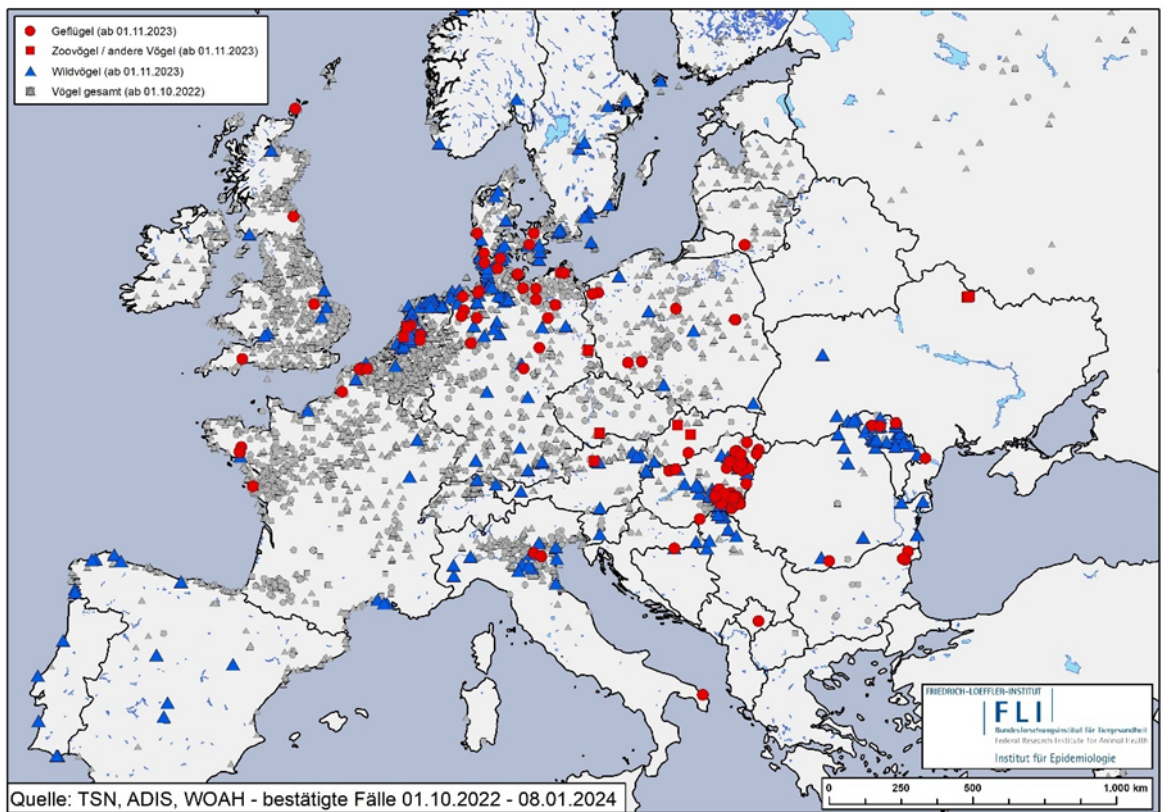 Geflügel (ab 01.11.2023)
Zoovögel / andere Vögel (ab 01.11.2023)
Wildvögel (ab 01.11.2023)
Vögel gesamt (ab 01.10.2022)
FRIEDRICH-LOEFFLER-INSTITUT
FLI
Bundesforschungsinstitut für Tiergesundheit
Federal Research Institute for Animal Health
Institut für Epidemiologie
Quelle: TSN, ADIS, WOAH - bestätigte Fälle 01.10.2022 - 08.01.2024
0 250 500 1.000 km